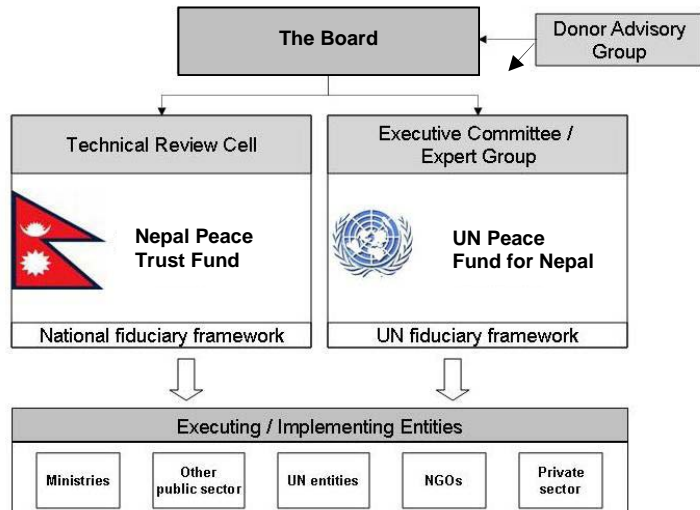 The Board
Donor Advisory
Group
Technical Review Cell
Nepal Peace
Trust Fund
National fiduciary framework
Executive Committee /
Expert Group
UN Peace
Fund for Nepal
UN fiduciary framework
Executing / Implementing Entities
Ministries
Other
public sector
UN entities
NGOs
Private
sector